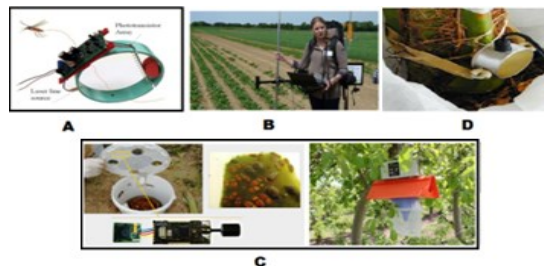 Phototransistor
Array
Laser line
source
A
B
D
C